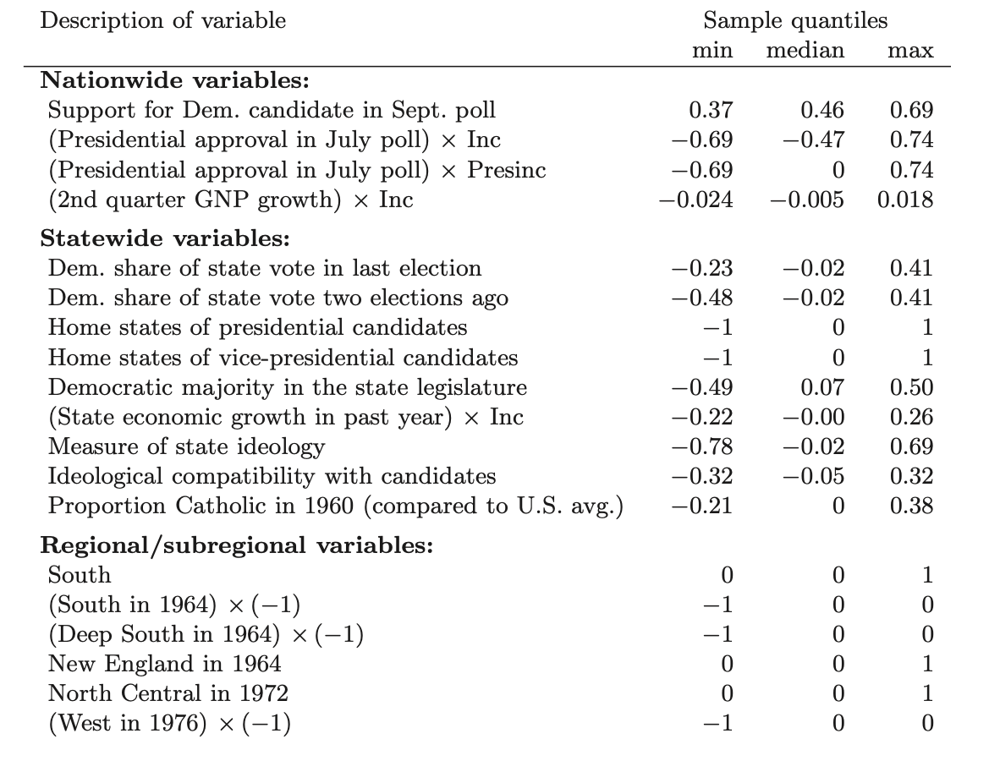 Description of variable Sample quantiles
min median max
Nationwide variables:
Support for Dem. candidate in Sept. poll 0.37 0.46 0.69
(Presidential approval in July poll) × Inc −0.69 −0.47 0.74
(Presidential approval in July poll) × Presinc −0.69 0 0.74
(2nd quarter GNP growth) × Inc −0.024 −0.005 0.018
Statewide variables:
Dem. share of state vote in last election −0.23 −0.02 0.41
Dem. share of state vote two elections ago −0.48 −0.02 0.41
Home states of presidential candidates −1 0 1
Home states of vice-presidential candidates −1 0 1
Democratic majority in the state legislature −0.49 0.07 0.50
(State economic growth in past year) × Inc −0.22 −0.00 0.26
Measure of state ideology −0.78 −0.02 0.69
Ideological compatibility with candidates −0.32 −0.05 0.32
Proportion Catholic in 1960 (compared to U.S. avg.) −0.21 0 0.38
Regional/subregional variables:
South 0 0 1
(South in 1964) × (−1) −1 0 0
(Deep South in 1964) × (−1) −1 0 0
New England in 1964 0 0 1
North Central in 1972 0 0 1
(West in 1976) × (−1) −1 0 0